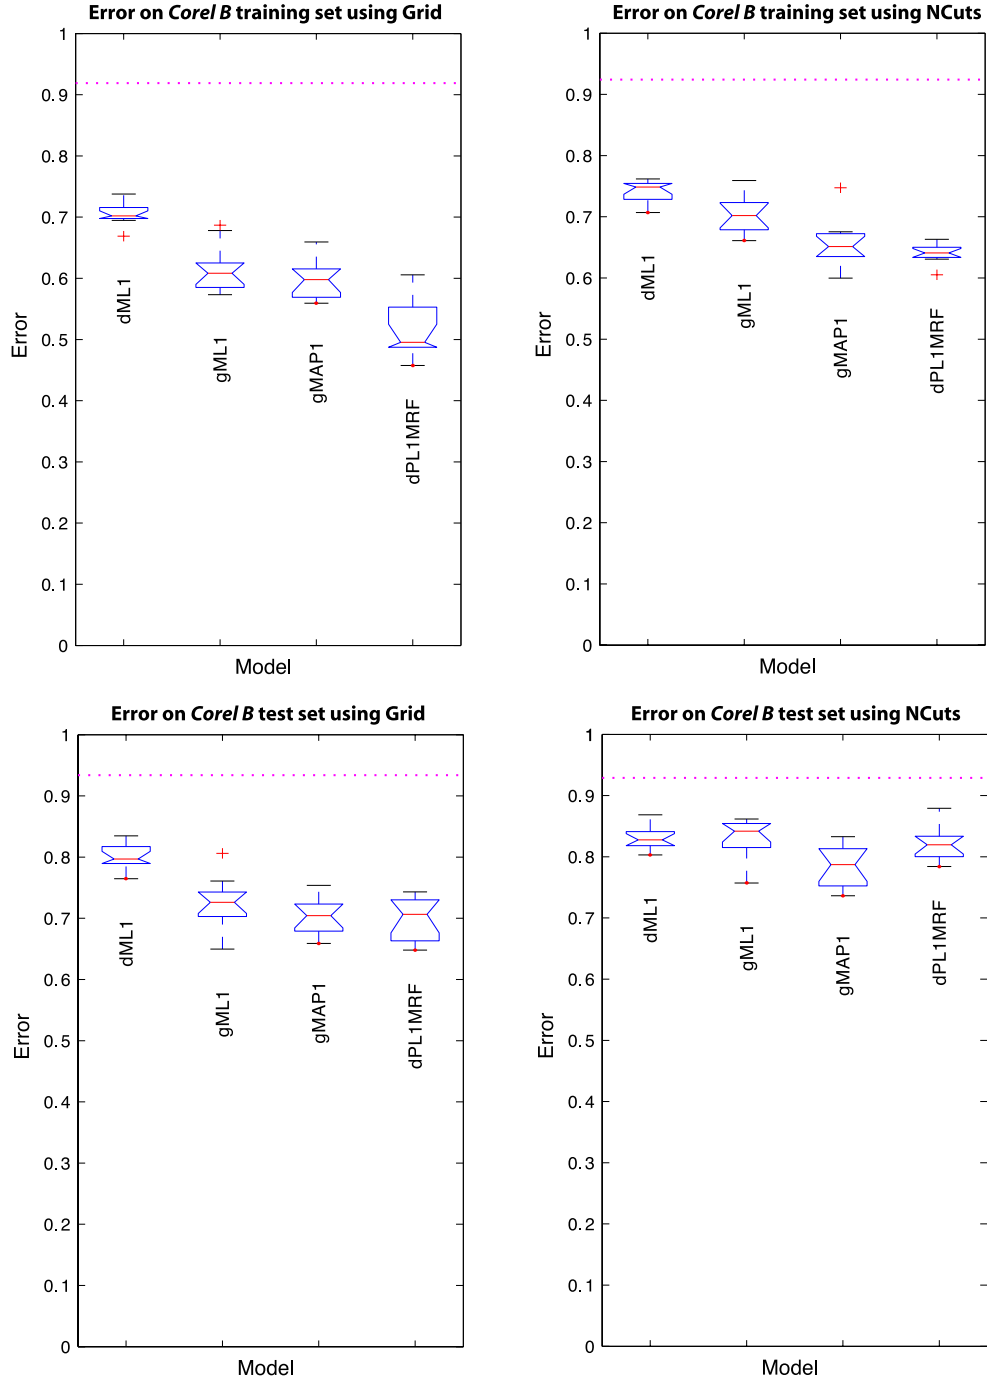 Error on Corel B training set using Grid
1
0.9
0.8
0.7
0.6
0.5
0.4
0.3
0.2
0.1
0
Error
dML1
gML1
gMAP1
dPL1MRF
Model
Error on Corel B training set using NCuts
1
0.9
0.8
0.7
0.6
0.5
0.4
0.3
0.2
0.1
0
Error
dML1
gML1
gMAP1
dPL1MRF
Model
Error on Corel B test set using Grid
1
0.9
0.8
0.7
0.6
0.5
0.4
0.3
0.2
0.1
0
Error
dML1
gML1
gMAP1
dPL1MRF
Model
Error on Corel B test set using NCuts
1
0.9
0.8
0.7
0.6
0.5
0.4
0.3
0.2
0.1
0
Error
dML1
gML1
gMAP1
dPL1MRF
Model